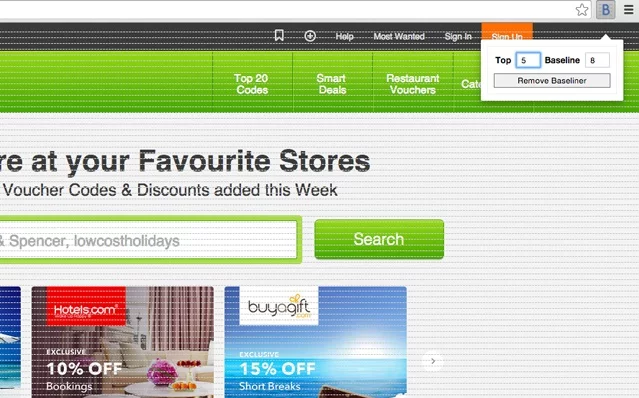 B
Help Most Wanted Sign In Sign Up
Top 5 Baseline 8
Remove Baseliner
Top 20
Codes
Smart
Deals
Restaurant
Vouchers
Cate
re at your Favourite Stores
Voucher Codes & Discounts added this Week
& Spencer, lowcostholidays
Search
Hotels.com
EXCLUSIVE
10% OFF
Bookings
buyagift
.com
EXCLUSIVE
15% OFF
Short Breaks